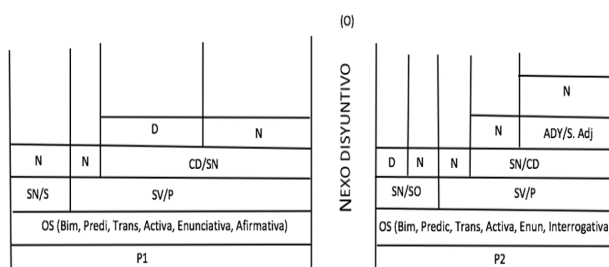 (0)
NEXO DISYUNTIVO
D N
N N CD/SN
SN/S SV/P
OS (Bim, Predi, Trans, Activa, Enunciativa, Afirmativa)
P1
N
N ADY/S. Adj
D N N SN/CD
SN/SO SV/P
OS (Bim, Predic, Trans, Activa, Enun, Interrogativa
P2